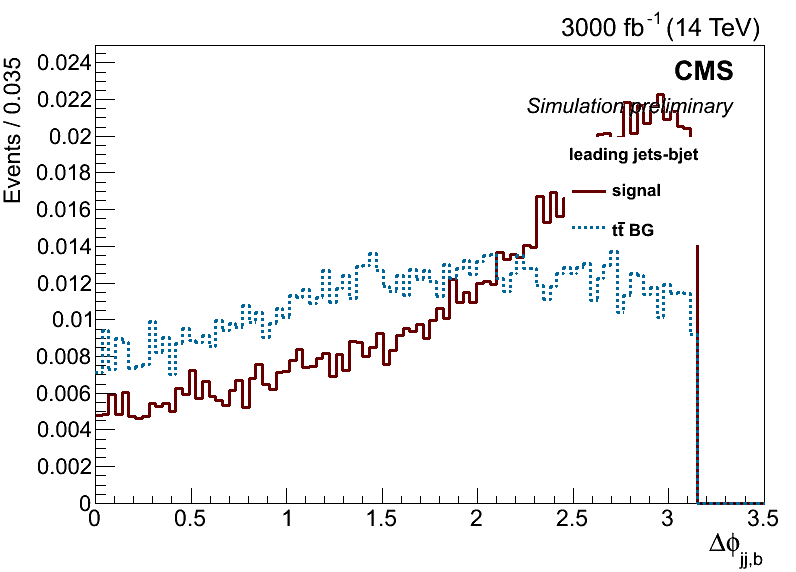 3000 fb⁻¹ (14 TeV)
CMS
Simulation preliminary
leading jets-bjet
signal
tt̄ BG
Events / 0.035
0.024
0.022
0.02
0.018
0.016
0.014
0.012
0.01
0.008
0.006
0.004
0.002
0
0 0.5 1 1.5 2 2.5 3 3.5
Δϕjj,b